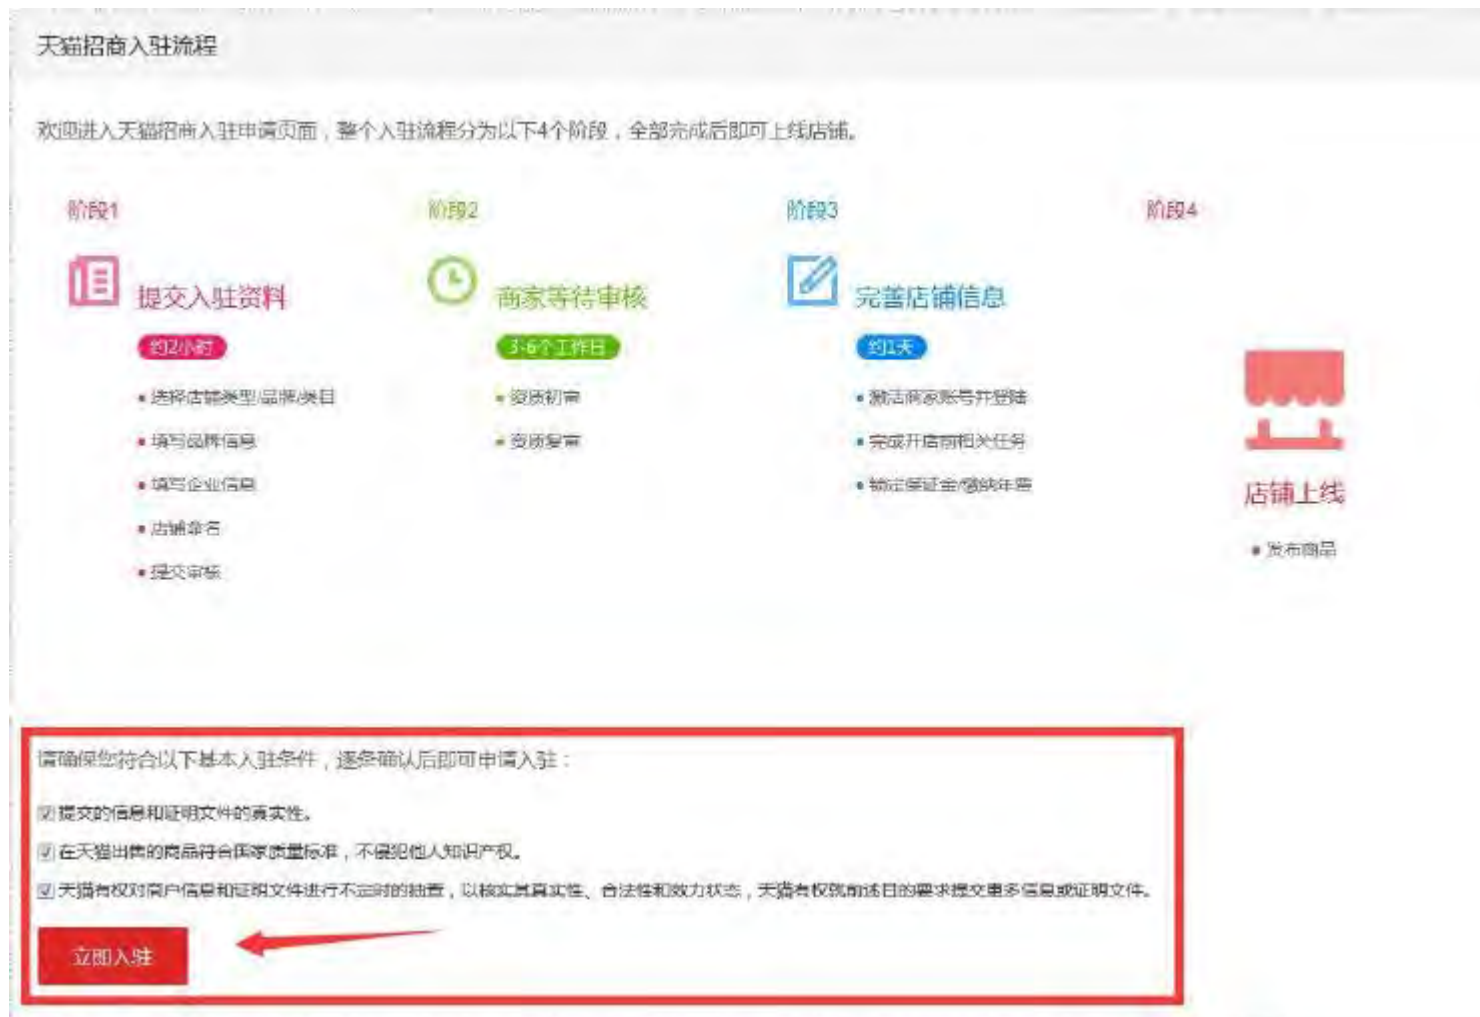 天猫招商入驻流程
欢迎进入天猫招商入驻申请页面，整个入驻流程分为以下4个阶段，全部完成后即可上线店铺。
阶段1
提交入驻资料
约2小时
选择店铺类型/品牌/类目
填写品牌信息
填写企业信息
店铺命名
提交审核
阶段2
商家等待审核
3-6个工作日
资质初审
资质复审
阶段3
完善店铺信息
约1天
激活商家账号并登陆
完成开店前相关任务
锁定保证金/缴纳年费
阶段4
店铺上线
发布商品
请确保您符合以下基本入驻条件，逐条确认后即可申请入驻：
提交的信息和证明文件的真实性。
在天猫出售的商品符合国家质量标准，不侵犯他人知识产权。
天猫有权对商户信息和证明文件进行不定时的抽查，以核实其真实性、合法性和效力状态，天猫有权就前述目的要求提交更多信息或证明文件。
立即入驻